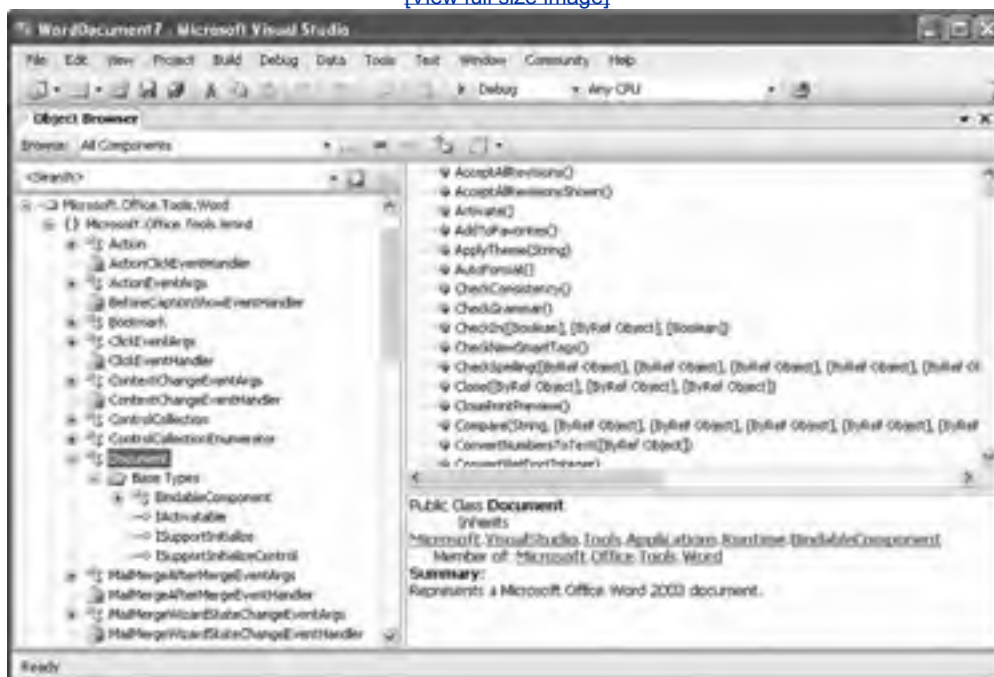 [View full size image]
WordDocument7 - Microsoft Visual Studio
File Edit View Project Build Debug Data Tools Test Window Community Help
Debug Any CPU
Object Browser
Browse: All Components
<Search>
Microsoft.Office.Tools.Word
{} Microsoft.Office.Tools.Word
Action
ActionClickEventHandler
ActionEventArgs
BeforeCaptionShowEventHandler
Bookmark
ClickEventArgs
ClickEventHandler
ContextChangeEventArgs
ContextChangeEventHandler
ControlCollection
ControlCollectionEnumerator
Document
Base Types
BindableComponent
IActivatable
ISupportInitialize
ISupportInitializeControl
MailMergeAfterMergeEventArgs
MailMergeAfterMergeEventHandler
MailMergeWizardStateChangeEventArgs
MailMergeWizardStateChangeEventHandler
AcceptAllRevisions()
AcceptAllRevisionsShown()
Activate()
AddToFavorites()
ApplyTheme(String)
AutoFormat()
CheckConsistency()
CheckGrammar()
CheckIn([Boolean], [ByRef Object], [Boolean])
CheckNewSmartTags()
CheckSpelling([ByRef Object], [ByRef Object], [ByRef Object], [ByRef Object], [ByRef Object], [ByRef Ob
Close([ByRef Object], [ByRef Object], [ByRef Object])
ClosePrintPreview()
Compare(String, [ByRef Object], [ByRef Object], [ByRef Object], [ByRef Object], [ByRef
ConvertNumbersToText([ByRef Object])
Public Class Document
Inherits
Microsoft.VisualStudio.Tools.Applications.Runtime.BindableComponent
Member of: Microsoft.Office.Tools.Word
Summary:
Represents a Microsoft Office Word 2003 document.
Ready